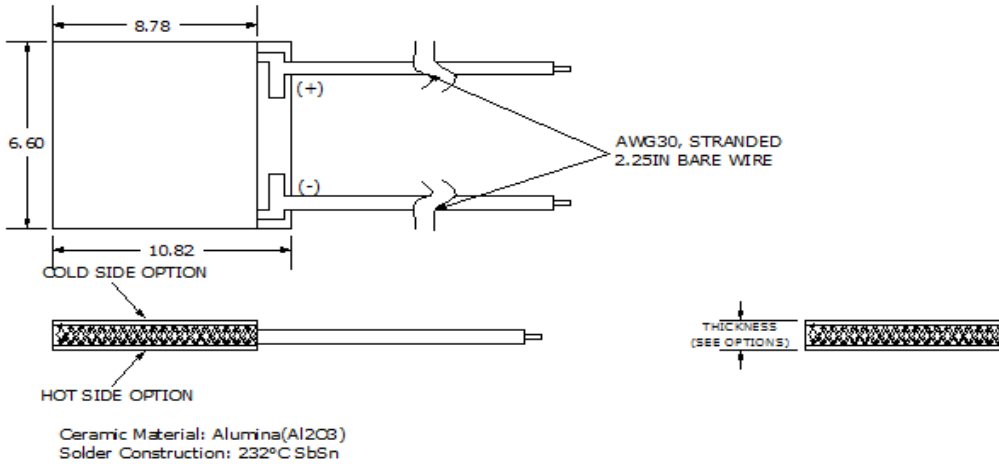 8.78
(+)
6.60
AWG30, STRANDED
2.25IN BARE WIRE
(-)
10.82
COLD SIDE OPTION
THICKNESS
(SEE OPTIONS)
HOT SIDE OPTION
Ceramic Material: Alumina(Al2O3)
Solder Construction: 232°C SbSn